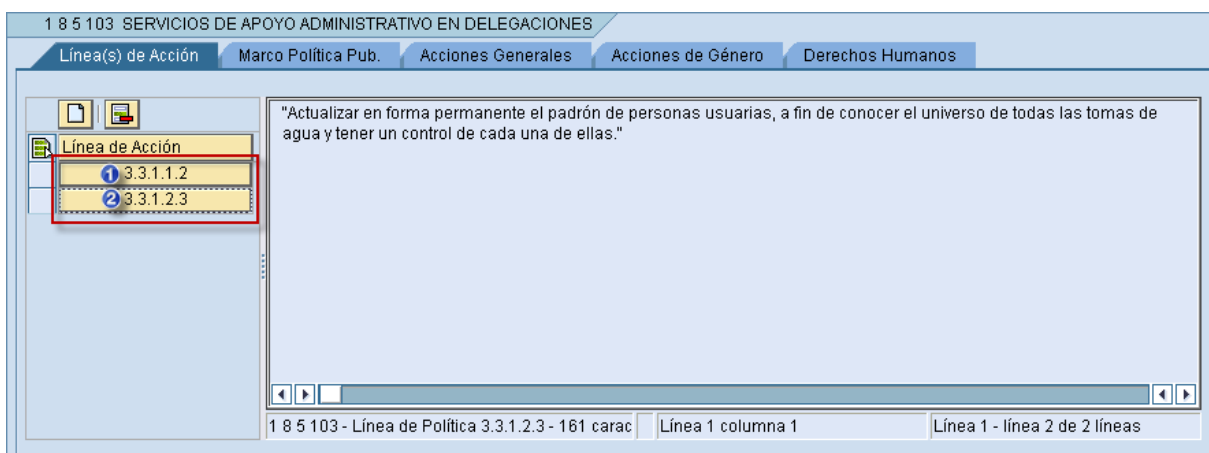 1 8 5 103 SERVICIOS DE APOYO ADMINISTRATIVO EN DELEGACIONES
Línea(s) de Acción
Marco Política Pub.
Acciones Generales
Acciones de Género
Derechos Humanos
Línea de Acción
1 3.3.1.1.2
2 3.3.1.2.3
"Actualizar en forma permanente el padrón de personas usuarias, a fin de conocer el universo de todas las tomas de
agua y tener un control de cada una de ellas."
1 8 5 103 - Línea de Política 3.3.1.2.3 - 161 carac
Línea 1 columna 1
Línea 1 - línea 2 de 2 líneas